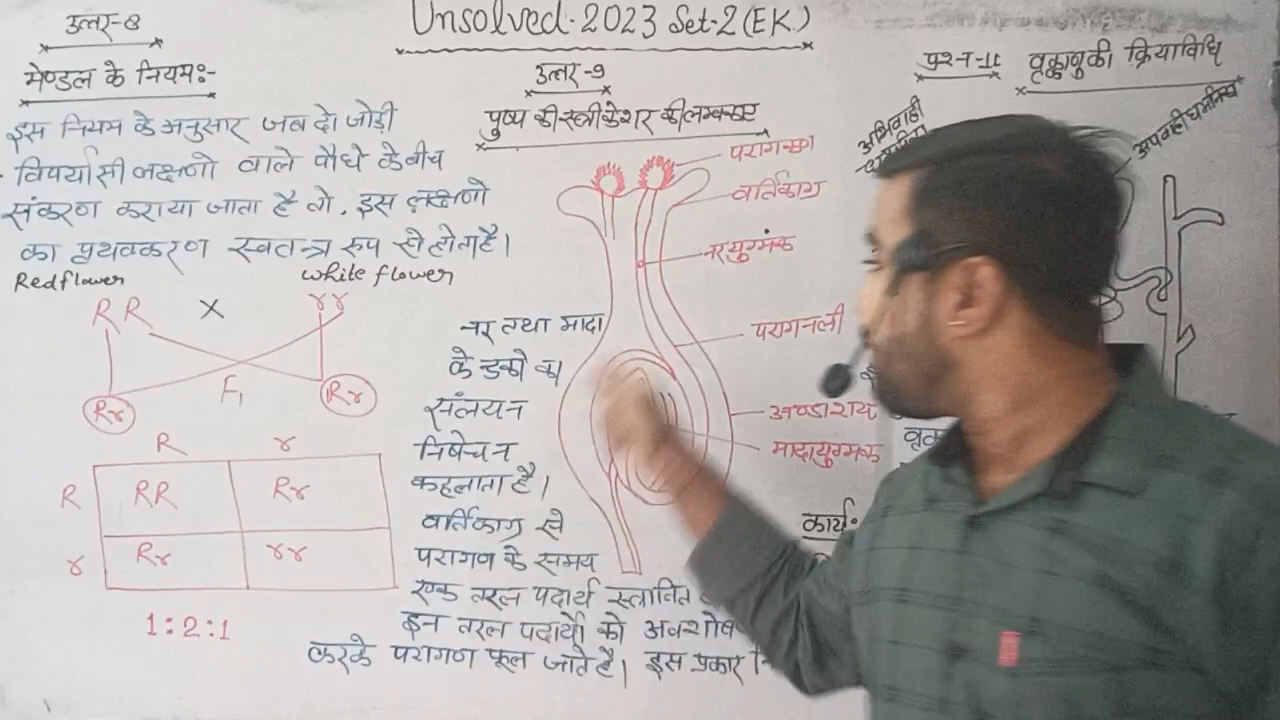 Unsolved-2023 Set-2 (EK.)
उत्तर-8
मेण्डल के नियमः-
इस नियम के अनुसार जब दो जोड़ी
विपर्यासी लक्षणो वाले पौधे के बीच
संकरण कराया जाता है तो, इस लक्षणो
का पृथक्करण स्वतन्त्र रूप से होता है।
Red flower
white flower
RR × rr
F1
Rr
Rr
R r
R RR Rr
r Rr rr
1:2:1
उत्तर-9
पुष्प की स्त्रीकेशर की लम्बकाट
परागकण
वर्तिकाग्र
नरयुग्मंक
परागनली
अण्डाशय
मादायुग्मक
नर तथा मादा
संलयन
निषेचन
कहलाता है।
वर्तिकाग्र से
परागण के समय
एक तरल पदार्थ स्त्रावित
इन तरल पदार्थो को अवशोष
करके परागण फूल जाते है। इस प्रकार
प्रश्न-11 वृक्काणु की क्रियाविधि
अभिवाही
अपवाही धमनिका
कार्य: